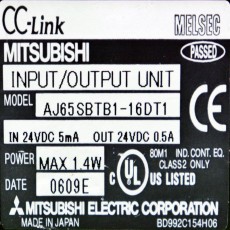 CC-Link MELSEC
MITSUBISHI PASSED
INPUT/OUTPUT UNIT
MODEL AJ65SBTB1-16DT1
IN 24VDC 5mA OUT 24VDC 0.5A CE
POWER MAX 1.4W 80M1 IND. CONT. EQ.
CLASS2 ONLY
DATE 0609E C UL US LISTED
MITSUBISHI ELECTRIC CORPORATION
MADE IN JAPAN BD992C154H06